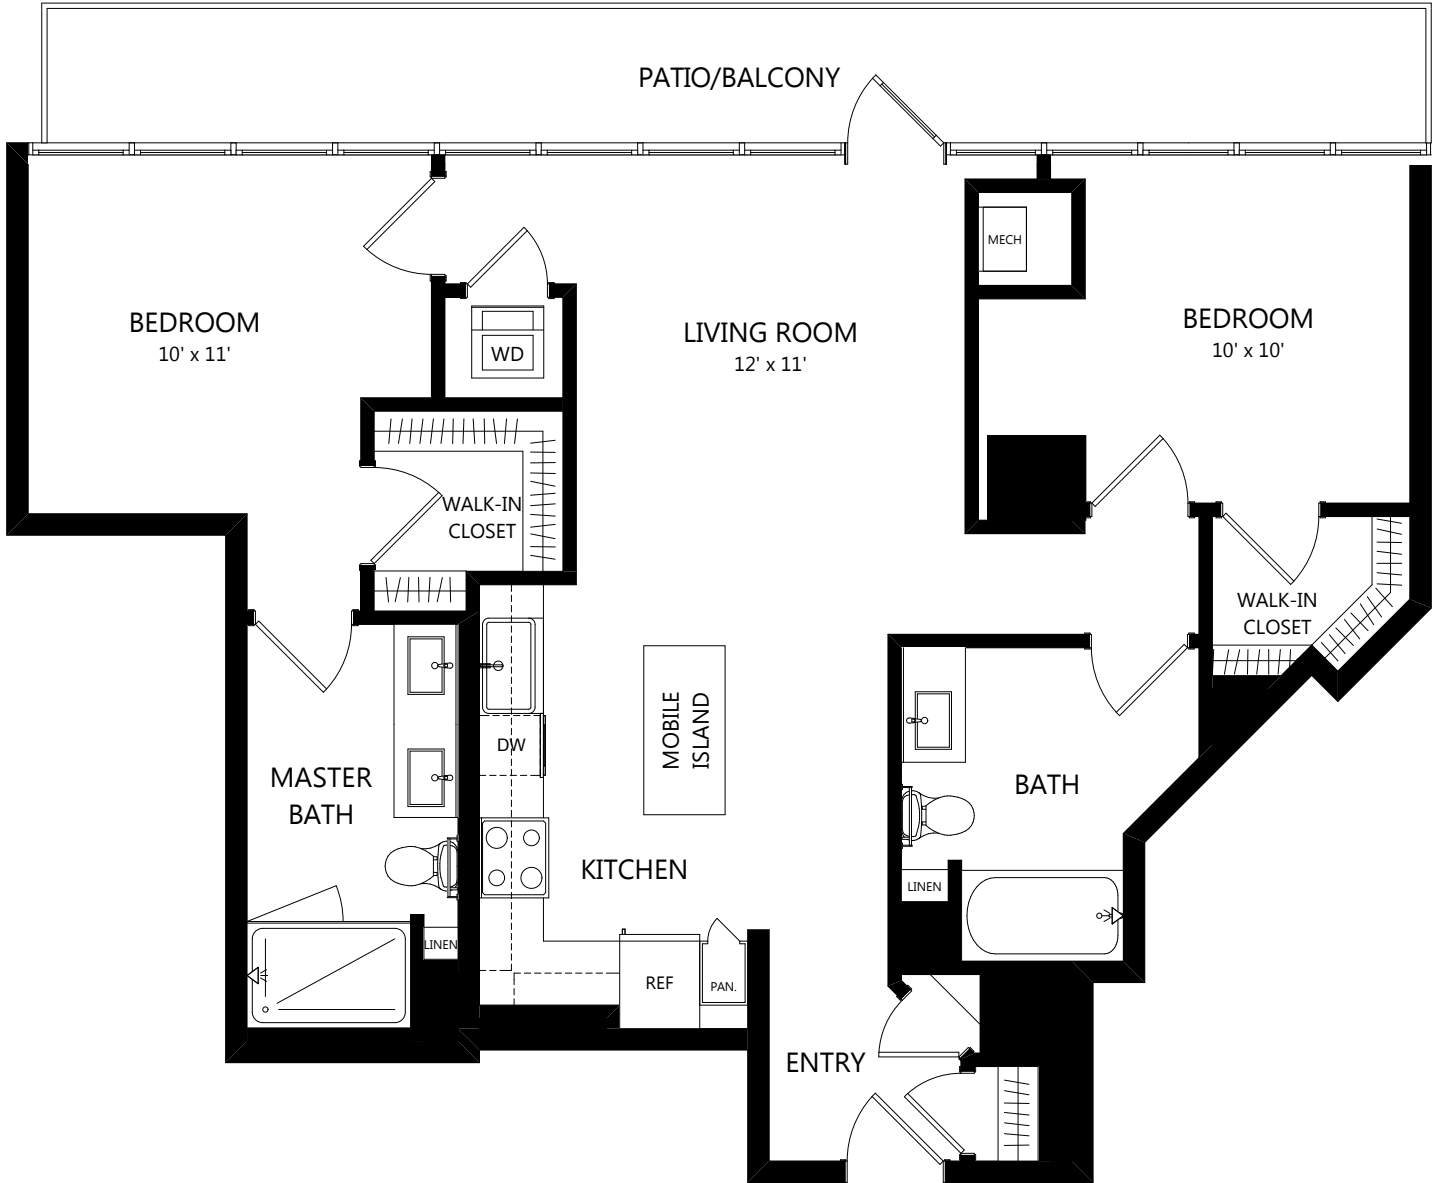 PATIO/BALCONY
MECH
BEDROOM
10' x 11'
WD
LIVING ROOM
12' x 11'
BEDROOM
10' x 10'
WALK-IN
CLOSET
WALK-IN
CLOSET
MASTER
BATH
DW
MOBILE
ISLAND
BATH
KITCHEN
LINEN
LINEN
REF
PAN.
ENTRY